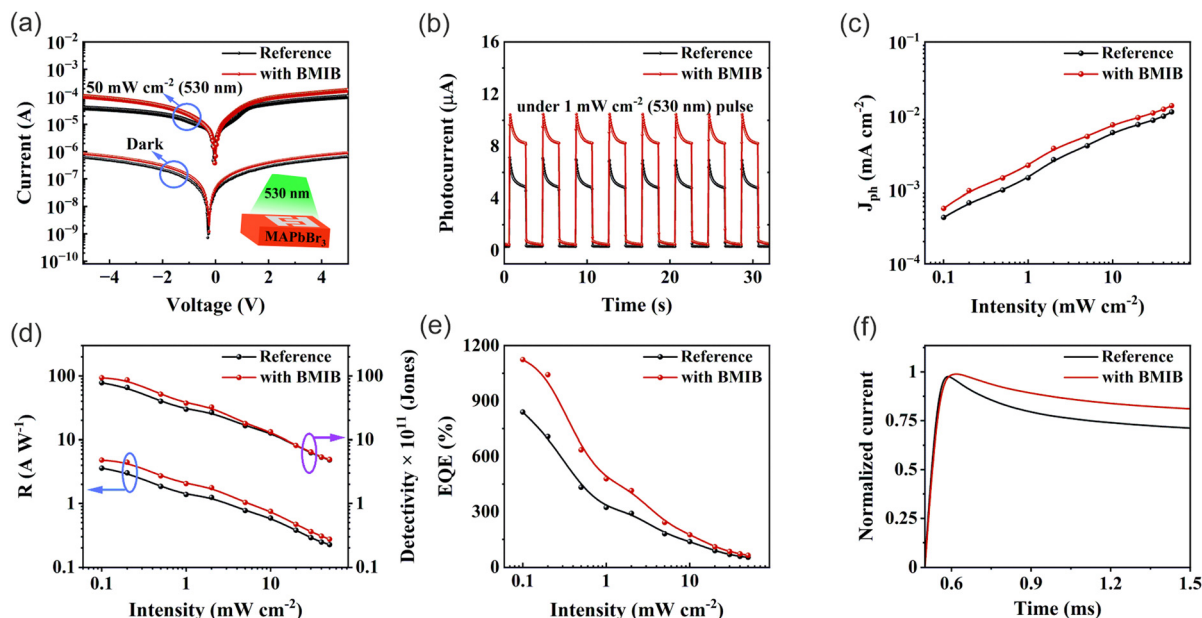 (a)
10⁻²
10⁻³
10⁻⁴
10⁻⁵
10⁻⁶
10⁻⁷
10⁻⁸
10⁻⁹
10⁻¹⁰
Current (A)
Reference
with BMIB
50 mW cm⁻² (530 nm)
Dark
530 nm
MAPbBr₃
−4 −2 0 2 4
Voltage (V)
(b)
16
12
8
4
0
Photocurrent (μA)
Reference
with BMIB
under 1 mW cm⁻² (530 nm) pulse
0 10 20 30
Time (s)
(c)
10⁻¹
10⁻²
10⁻³
10⁻⁴
Jₚₕ (mA cm⁻²)
Reference
with BMIB
0.1 1 10
Intensity (mW cm⁻²)
(d)
100
10
1
0.1
R (A W⁻¹)
Reference
with BMIB
100
10
1
0.1
Detectivity × 10¹¹ (Jones)
0.1 1 10
Intensity (mW cm⁻²)
(e)
1200
900
600
300
0
EQE (%)
Reference
with BMIB
0.1 1 10
Intensity (mW cm⁻²)
(f)
1
0.75
0.5
0.25
0
Normalized current
Reference
with BMIB
0.6 0.9 1.2 1.5
Time (ms)